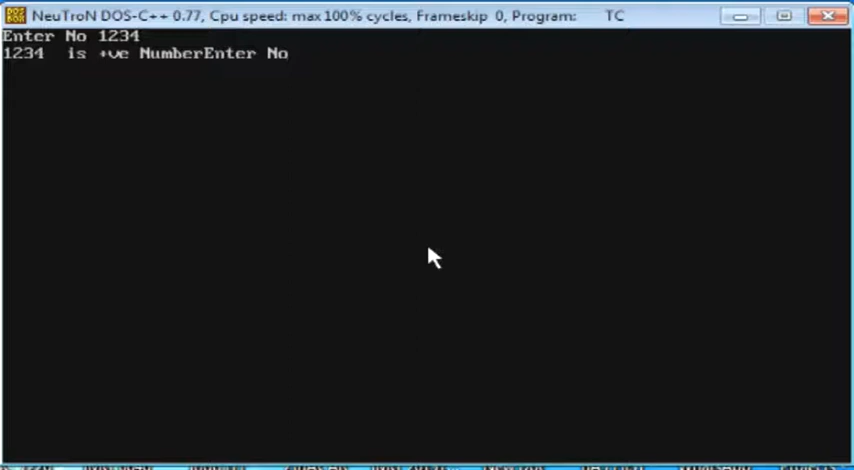 NeuTroN DOS-C++ 0.77, Cpu speed: max 100% cycles, Frameskip 0, Program: TC
Enter No 1234
1234 is +ve NumberEnter No